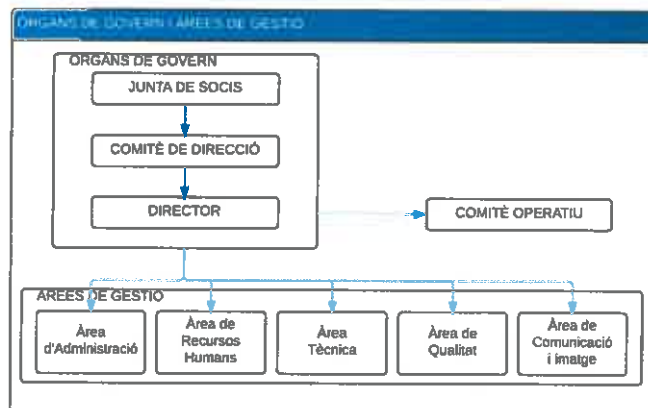 ÒRGANS DE GOVERN I ÀREES DE GESTIÓ
ÒRGANS DE GOVERN
JUNTA DE SOCIS
COMITÈ DE DIRECCIÓ
DIRECTOR
COMITÈ OPERATIU
ÀREES DE GESTIÓ
Àrea
d'Administració
Àrea de
Recursos
Humans
Àrea
Tècnica
Àrea de
Qualitat
Àrea de
Comunicació
i imatge